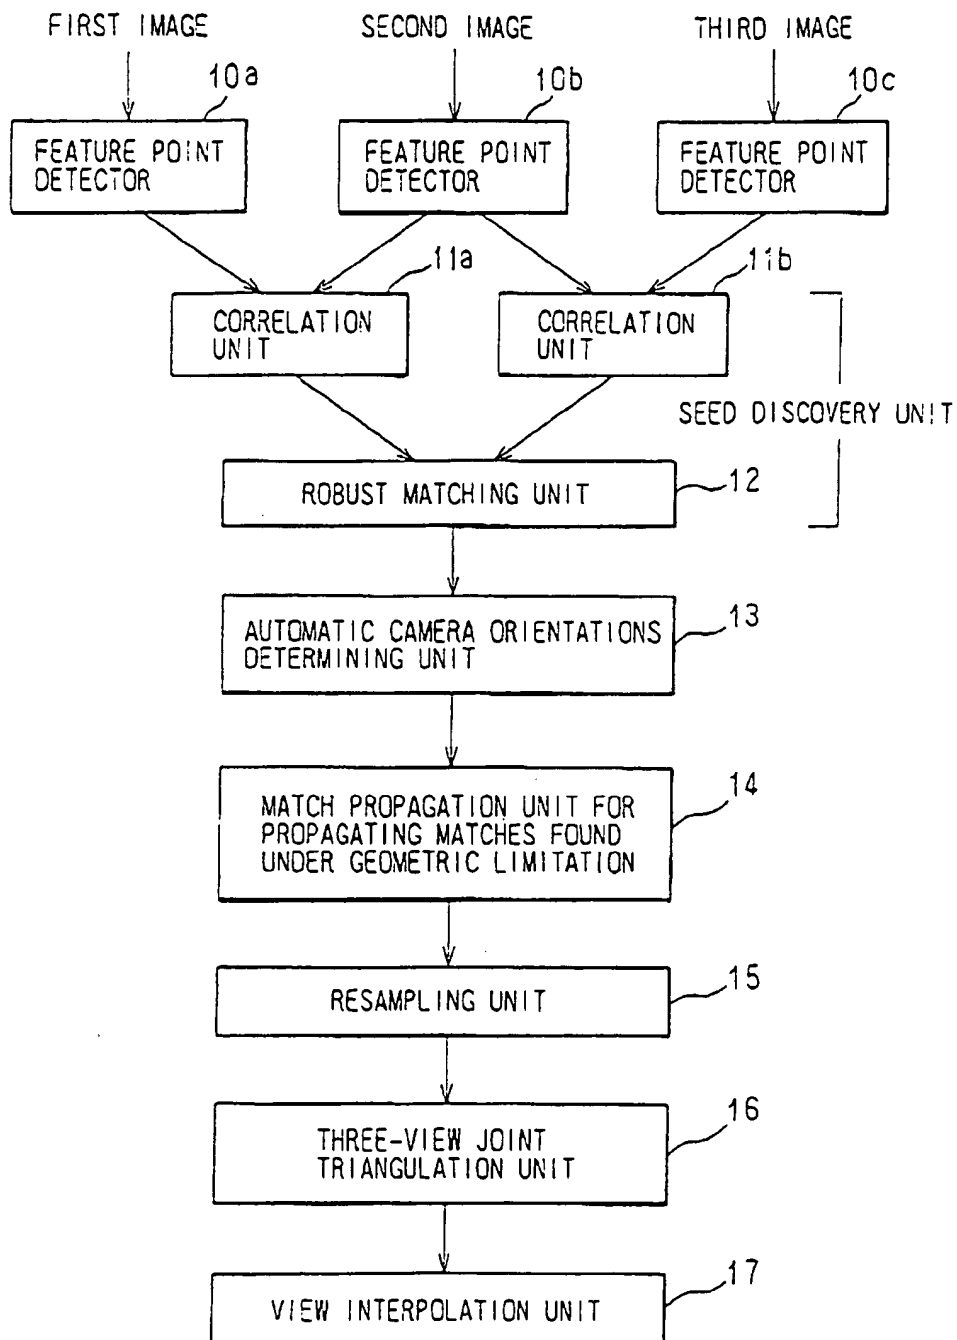 FIRST IMAGE
SECOND IMAGE
THIRD IMAGE
10a
10b
10c
FEATURE POINT
DETECTOR
FEATURE POINT
DETECTOR
FEATURE POINT
DETECTOR
11a
11b
CORRELATION
UNIT
CORRELATION
UNIT
SEED DISCOVERY UNIT
ROBUST MATCHING UNIT
12
AUTOMATIC CAMERA ORIENTATIONS
DETERMINING UNIT
13
MATCH PROPAGATION UNIT FOR
PROPAGATING MATCHES FOUND
UNDER GEOMETRIC LIMITATION
14
RESAMPLING UNIT
15
THREE-VIEW JOINT
TRIANGULATION UNIT
16
VIEW INTERPOLATION UNIT
17